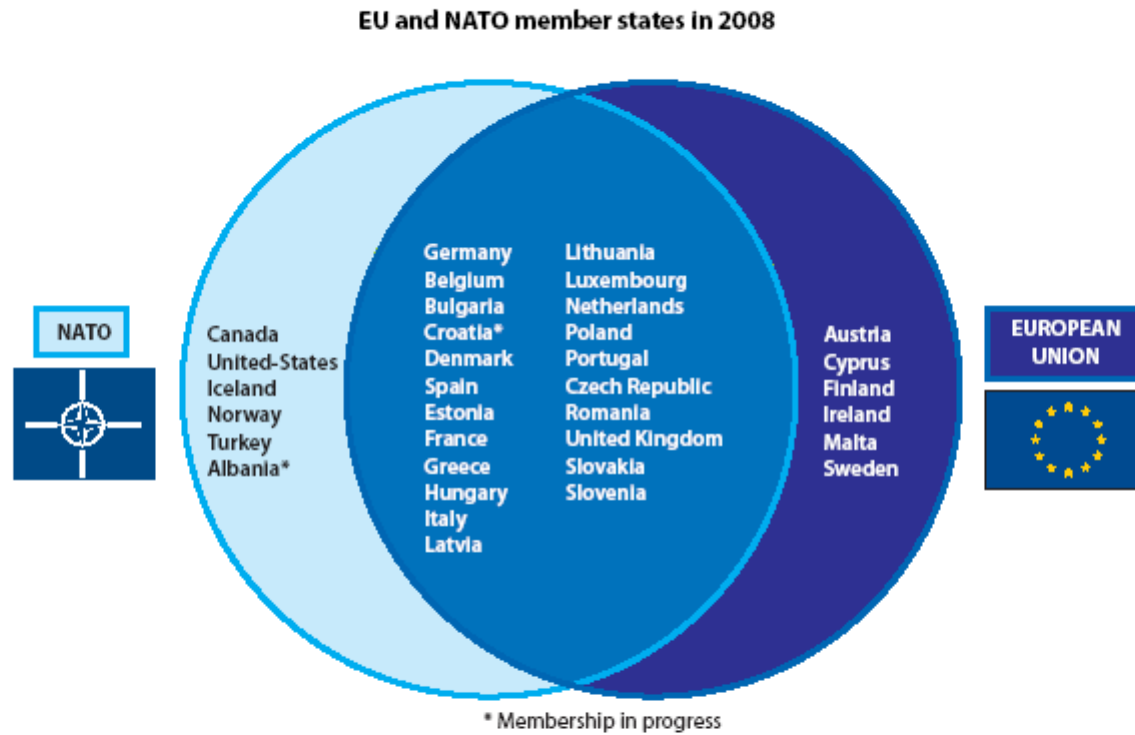 EU and NATO member states in 2008
NATO
Canada
United-States
Iceland
Norway
Turkey
Albania*
Germany
Belgium
Bulgaria
Croatia*
Denmark
Spain
Estonia
France
Greece
Hungary
Italy
Latvia
Lithuania
Luxembourg
Netherlands
Poland
Portugal
Czech Republic
Romania
United Kingdom
Slovakia
Slovenia
Austria
Cyprus
Finland
Ireland
Malta
Sweden
EUROPEAN
UNION
* Membership in progress